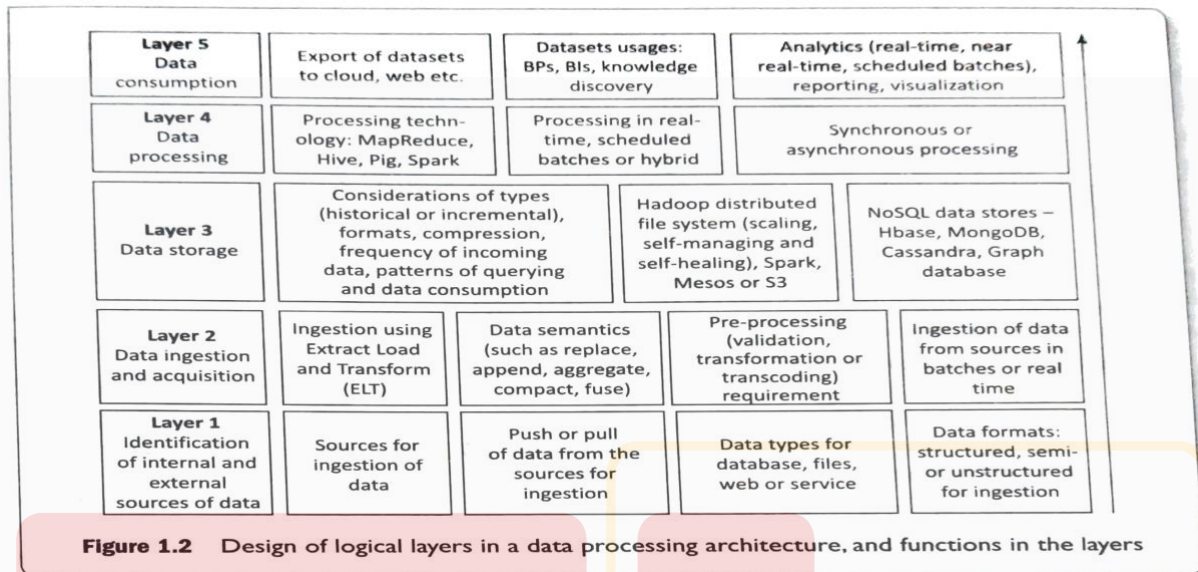 Layer 5
Data
consumption
Export of datasets
to cloud, web etc.
Datasets usages:
BPs, BIs, knowledge
discovery
Analytics (real-time, near
real-time, scheduled batches),
reporting, visualization
Layer 4
Data
processing
Processing techn-
ology: MapReduce,
Hive, Pig, Spark
Processing in real-
time, scheduled
batches or hybrid
Synchronous or
asynchronous processing
Layer 3
Data storage
Considerations of types
(historical or incremental),
formats, compression,
frequency of incoming
data, patterns of querying
and data consumption
Hadoop distributed
file system (scaling,
self-managing and
self-healing), Spark,
Mesos or S3
NoSQL data stores –
Hbase, MongoDB,
Cassandra, Graph
database
Layer 2
Data ingestion
and acquisition
Ingestion using
Extract Load
and Transform
(ELT)
Data semantics
(such as replace,
append, aggregate,
compact, fuse)
Pre-processing
(validation,
transformation or
transcoding)
requirement
Ingestion of data
from sources in
batches or real
time
Layer 1
Identification
of internal and
external
sources of data
Sources for
ingestion of
data
Push or pull
of data from the
sources for
ingestion
Data types for
database, files,
web or service
Data formats:
structured, semi-
or unstructured
for ingestion
Figure 1.2 Design of logical layers in a data processing architecture, and functions in the layers